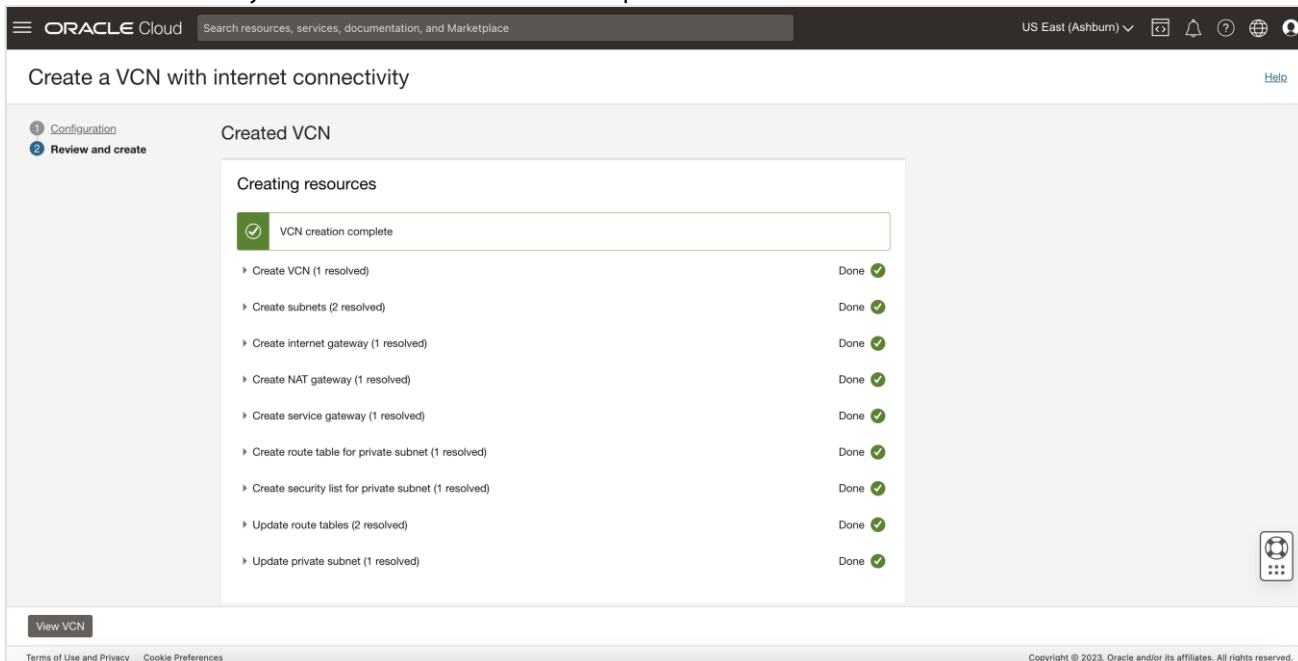 ORACLE Cloud
Search resources, services, documentation, and Marketplace
US East (Ashburn)
Create a VCN with internet connectivity
Help
1 Configuration
2 Review and create
Created VCN
Creating resources
VCN creation complete
Create VCN (1 resolved) Done
Create subnets (2 resolved) Done
Create internet gateway (1 resolved) Done
Create NAT gateway (1 resolved) Done
Create service gateway (1 resolved) Done
Create route table for private subnet (1 resolved) Done
Create security list for private subnet (1 resolved) Done
Update route tables (2 resolved) Done
Update private subnet (1 resolved) Done
View VCN
Terms of Use and Privacy Cookie Preferences
Copyright © 2023, Oracle and/or its affiliates. All rights reserved.